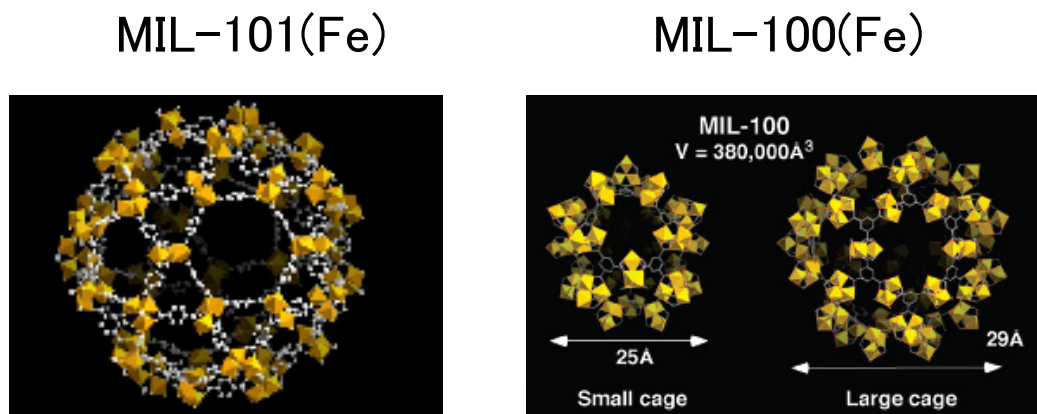 MIL-101(Fe)
MIL-100(Fe)
MIL-100
V = 380,000Å³
25Å
29Å
Small cage
Large cage